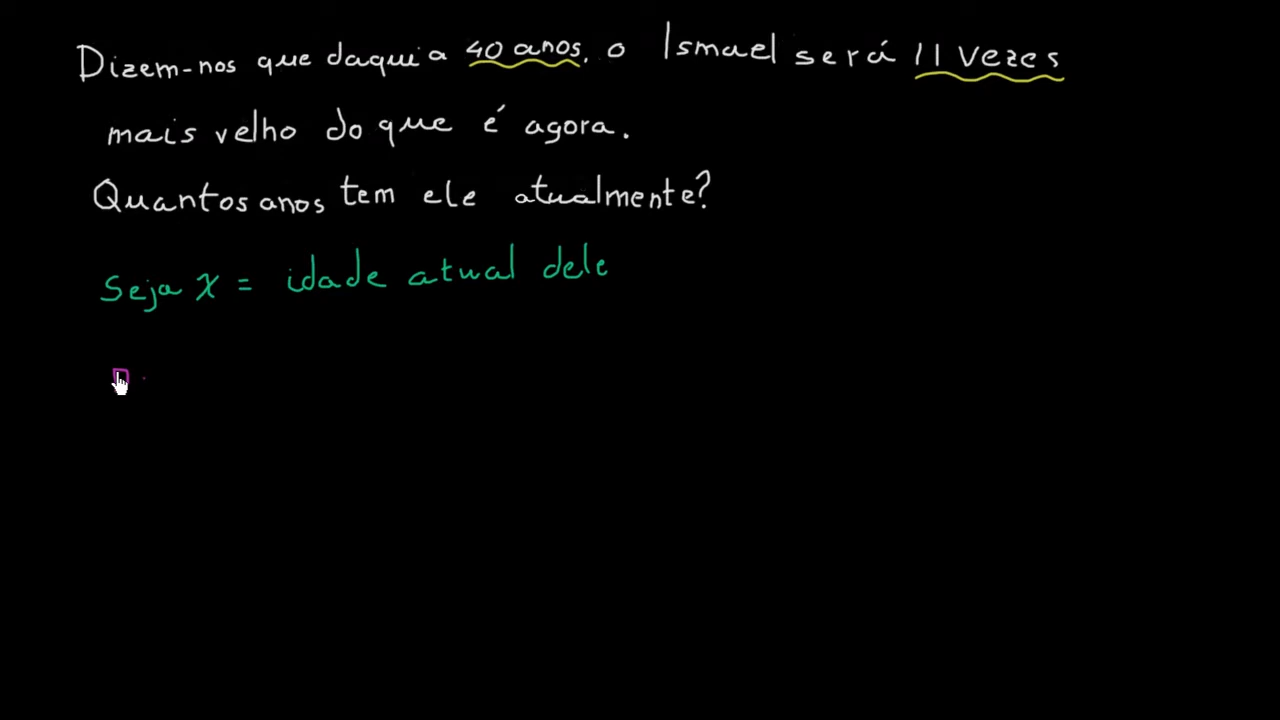 Dizem-nos que daqui a 40 anos, o Ismael será 11 vezes
mais velho do que é agora.
Quantos anos tem ele atualmente?
Seja x = idade atual dele